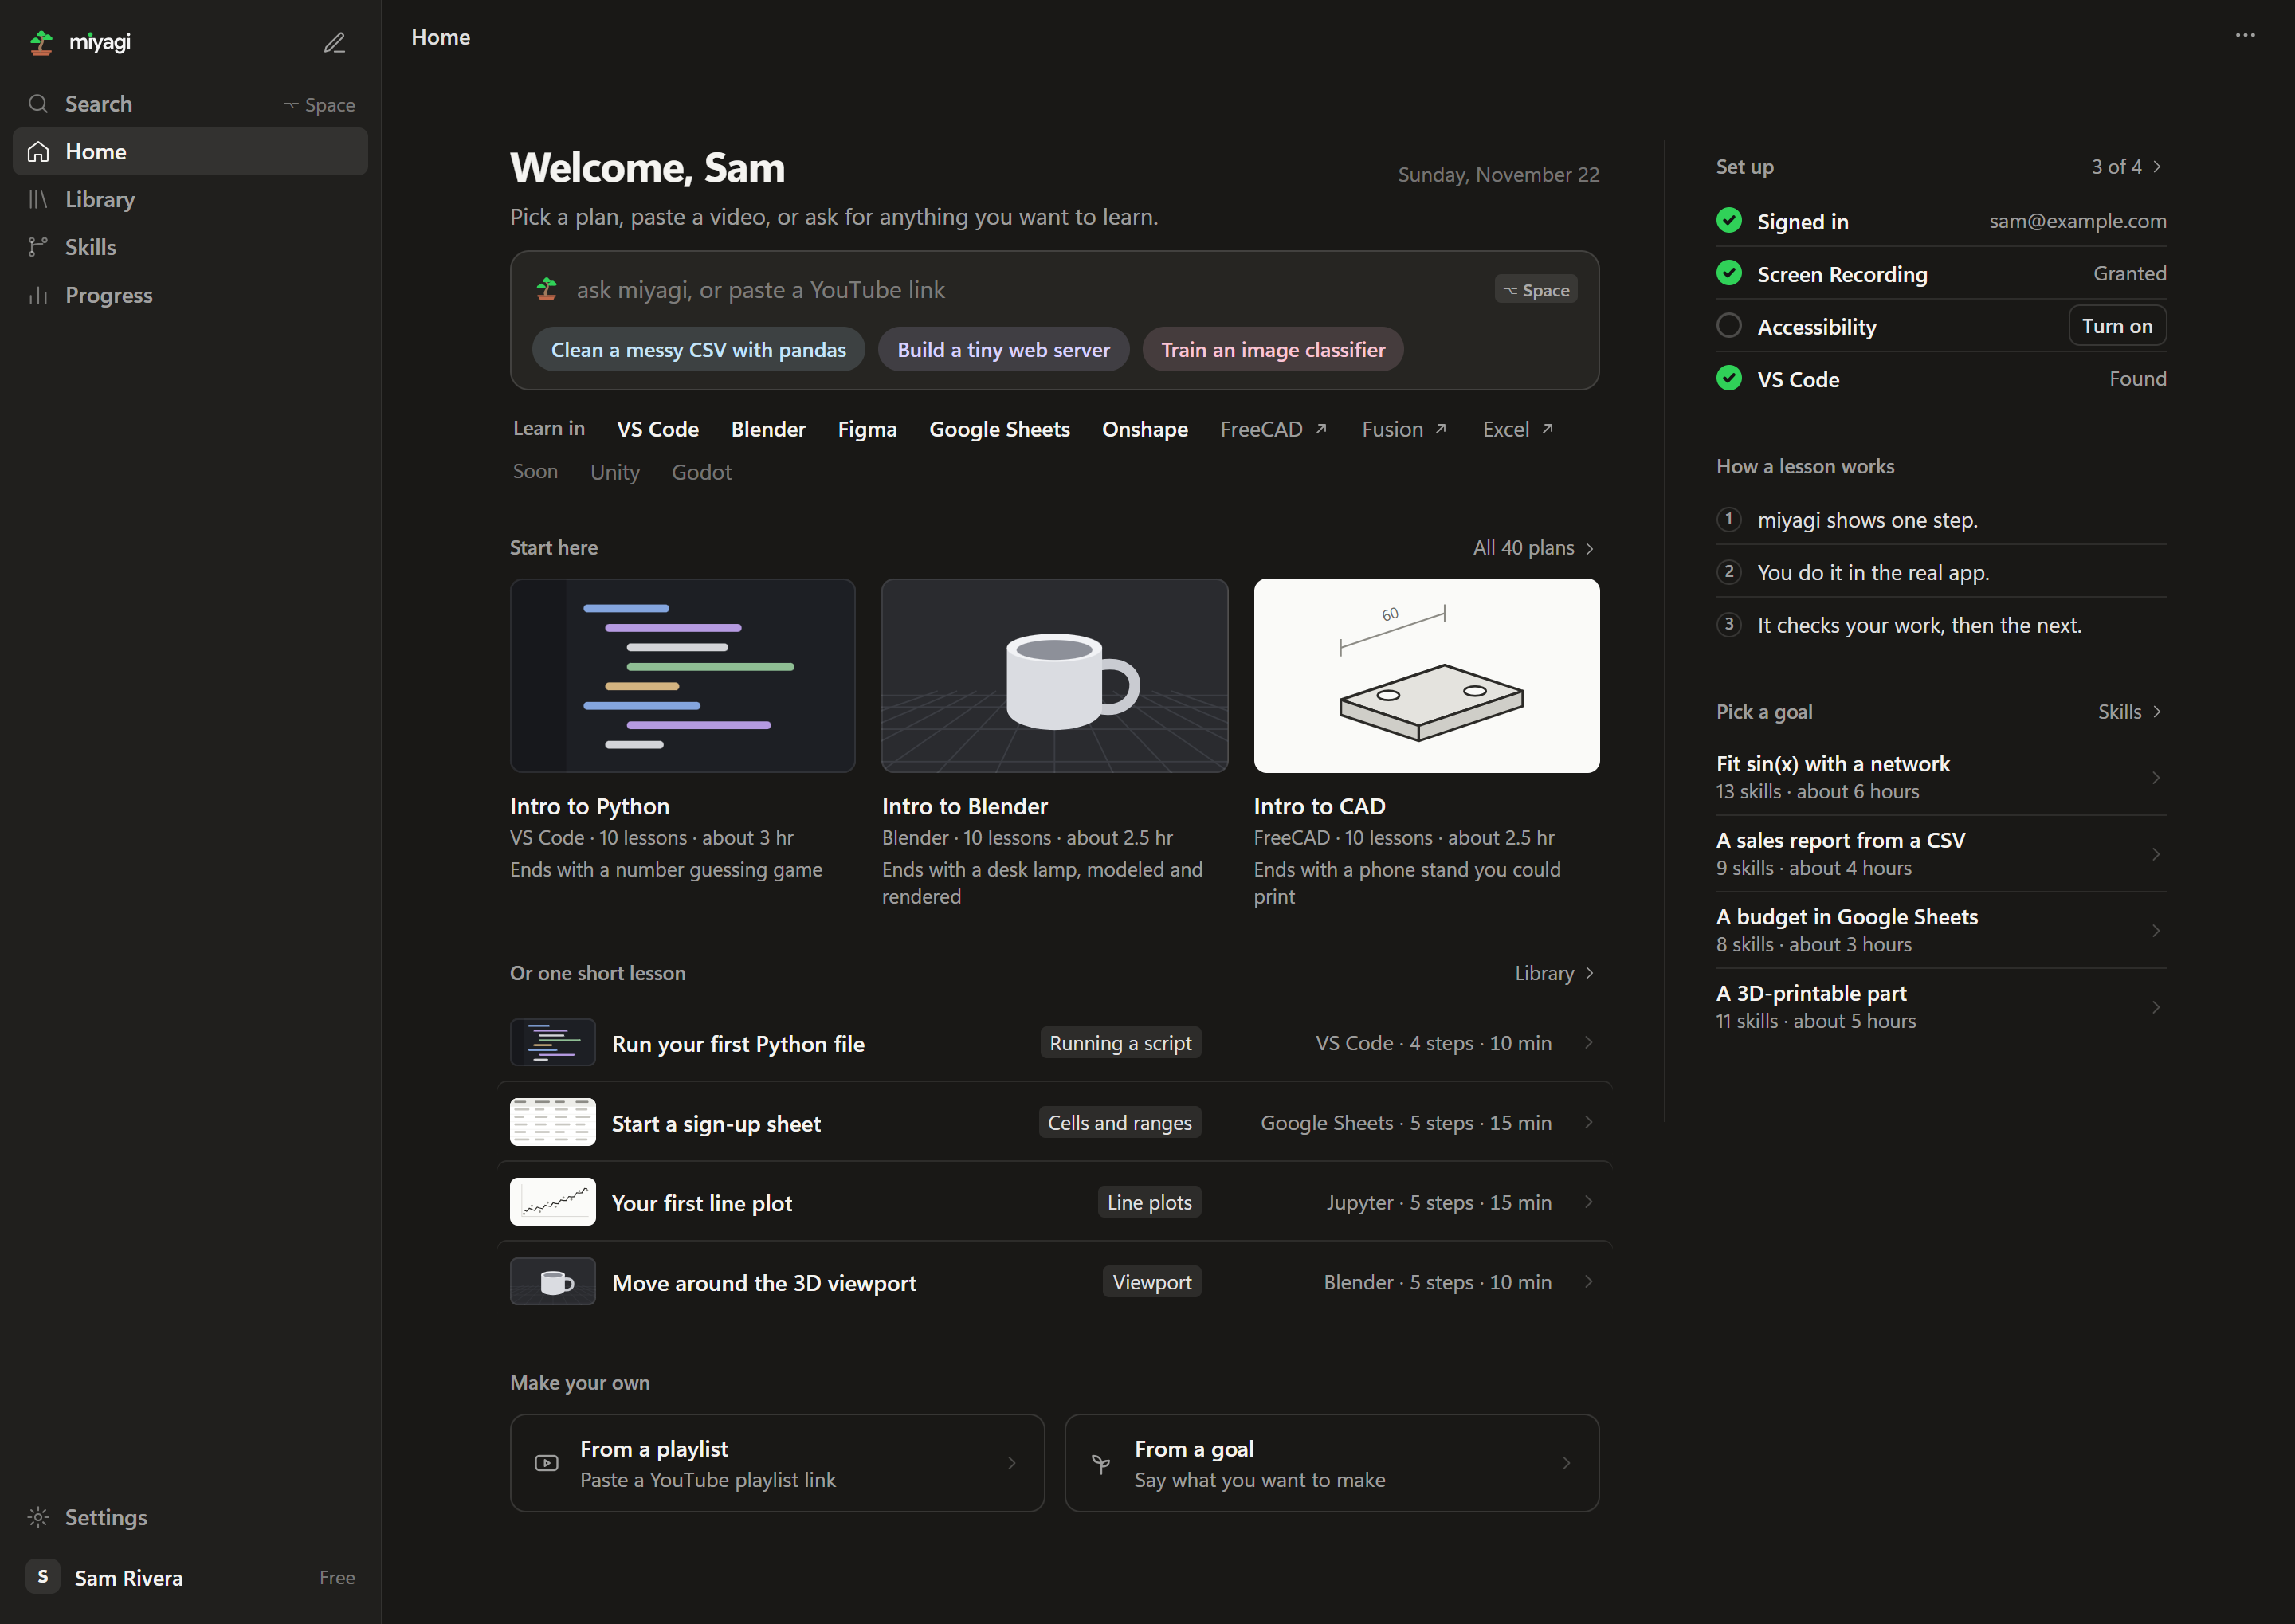 miyagi
Search ⌥ Space
Home
Library
Skills
Progress
Settings
S Sam Rivera Free
Home
Welcome, Sam
Sunday, November 22
Pick a plan, paste a video, or ask for anything you want to learn.
ask miyagi, or paste a YouTube link
⌥ Space
Clean a messy CSV with pandas
Build a tiny web server
Train an image classifier
Learn in VS Code Blender Figma Google Sheets Onshape FreeCAD ↗ Fusion ↗ Excel ↗
Soon Unity Godot
Start here
All 40 plans
60
Intro to Python
VS Code · 10 lessons · about 3 hr
Ends with a number guessing game
Intro to Blender
Blender · 10 lessons · about 2.5 hr
Ends with a desk lamp, modeled and
rendered
Intro to CAD
FreeCAD · 10 lessons · about 2.5 hr
Ends with a phone stand you could
print
Or one short lesson
Library
Run your first Python file Running a script VS Code · 4 steps · 10 min
Start a sign-up sheet Cells and ranges Google Sheets · 5 steps · 15 min
Your first line plot Line plots Jupyter · 5 steps · 15 min
Move around the 3D viewport Viewport Blender · 5 steps · 10 min
Make your own
From a playlist
Paste a YouTube playlist link
From a goal
Say what you want to make
Set up 3 of 4
Signed in sam@example.com
Screen Recording Granted
Accessibility Turn on
VS Code Found
How a lesson works
1 miyagi shows one step.
2 You do it in the real app.
3 It checks your work, then the next.
Pick a goal Skills
Fit sin(x) with a network
13 skills · about 6 hours
A sales report from a CSV
9 skills · about 4 hours
A budget in Google Sheets
8 skills · about 3 hours
A 3D-printable part
11 skills · about 5 hours